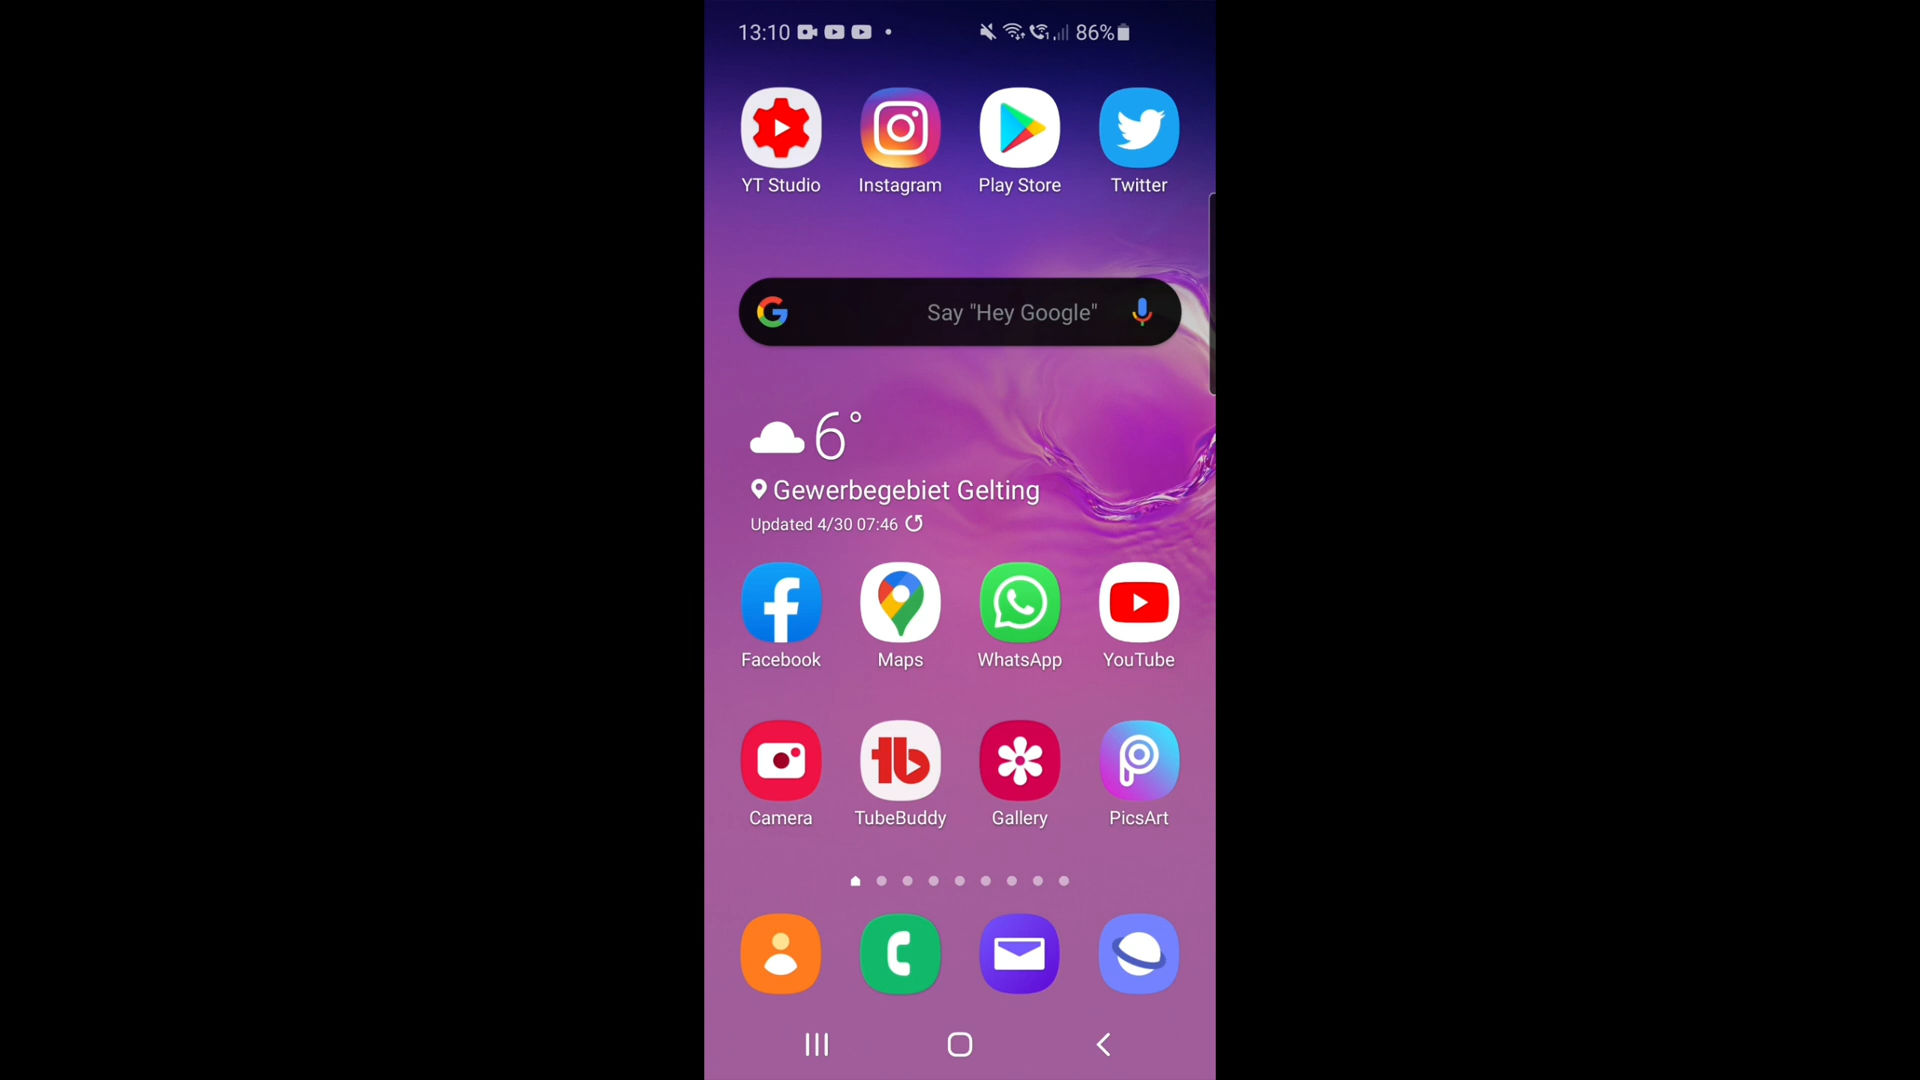 13:10 86%
YT Studio Instagram Play Store Twitter
Say "Hey Google"
6°
Gewerbegebiet Gelting
Updated 4/30 07:46
Facebook Maps WhatsApp YouTube
Camera TubeBuddy Gallery PicsArt